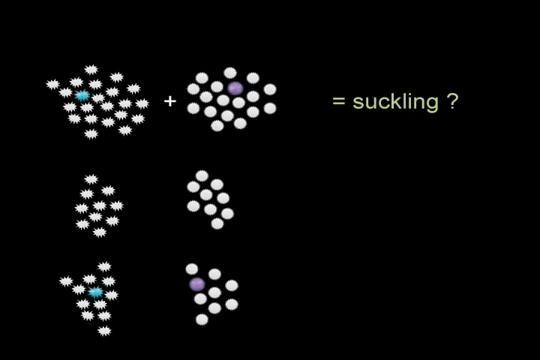 + = suckling ?